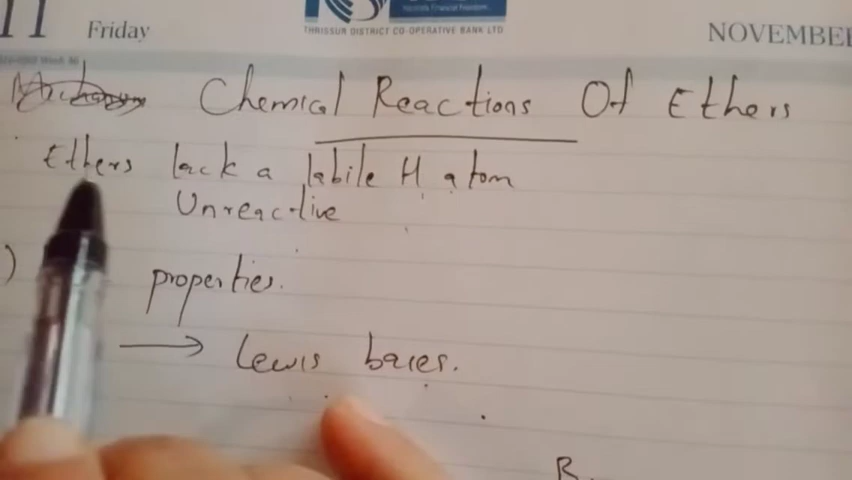 11 Friday
THRISSUR DISTRICT CO-OPERATIVE BANK LTD
NOVEMBER
Chemical Reactions Of Ethers
Ethers lack a labile H atom
Unreactive
)
properties.
→ Lewis bases.
R